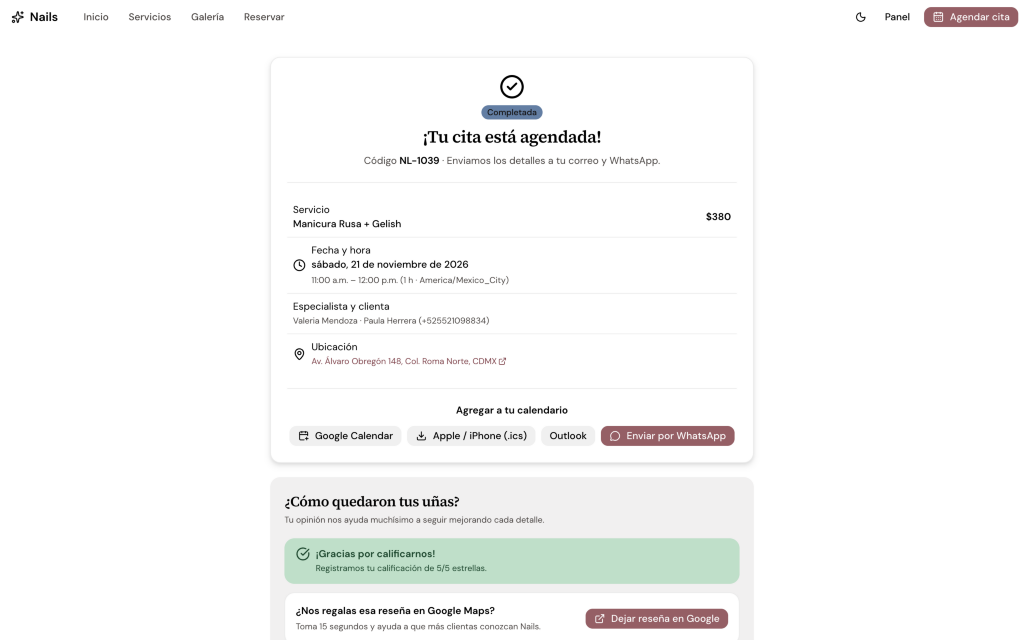 Nails
Inicio
Servicios
Galería
Reservar
Panel
Agendar cita
Completada
¡Tu cita está agendada!
Código NL-1039 · Enviamos los detalles a tu correo y WhatsApp.
Servicio
Manicura Rusa + Gelish
$380
Fecha y hora
sábado, 21 de noviembre de 2026
11:00 a.m. – 12:00 p.m. (1 h · America/Mexico_City)
Especialista y clienta
Valeria Mendoza · Paula Herrera (+525521098834)
Ubicación
Av. Álvaro Obregón 148, Col. Roma Norte, CDMX
Agregar a tu calendario
Google Calendar
Apple / iPhone (.ics)
Outlook
Enviar por WhatsApp
¿Cómo quedaron tus uñas?
Tu opinión nos ayuda muchísimo a seguir mejorando cada detalle.
¡Gracias por calificarnos!
Registramos tu calificación de 5/5 estrellas.
¿Nos regalas esa reseña en Google Maps?
Toma 15 segundos y ayuda a que más clientas conozcan Nails.
Dejar reseña en Google